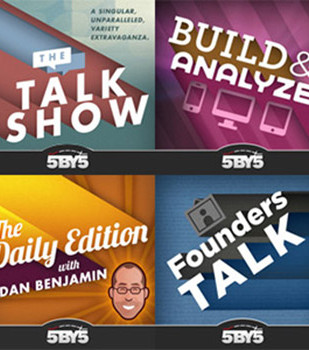 A SINGULAR,
UNPARALLELED,
VARIETY
EXTRAVAGANZA.
THE
TALK
SHOW
5BY5
BUILD &
ANALYZE
5BY5
The
Daily Edition
with
DAN BENJAMIN
5BY5
Founders
TALK
5BY5